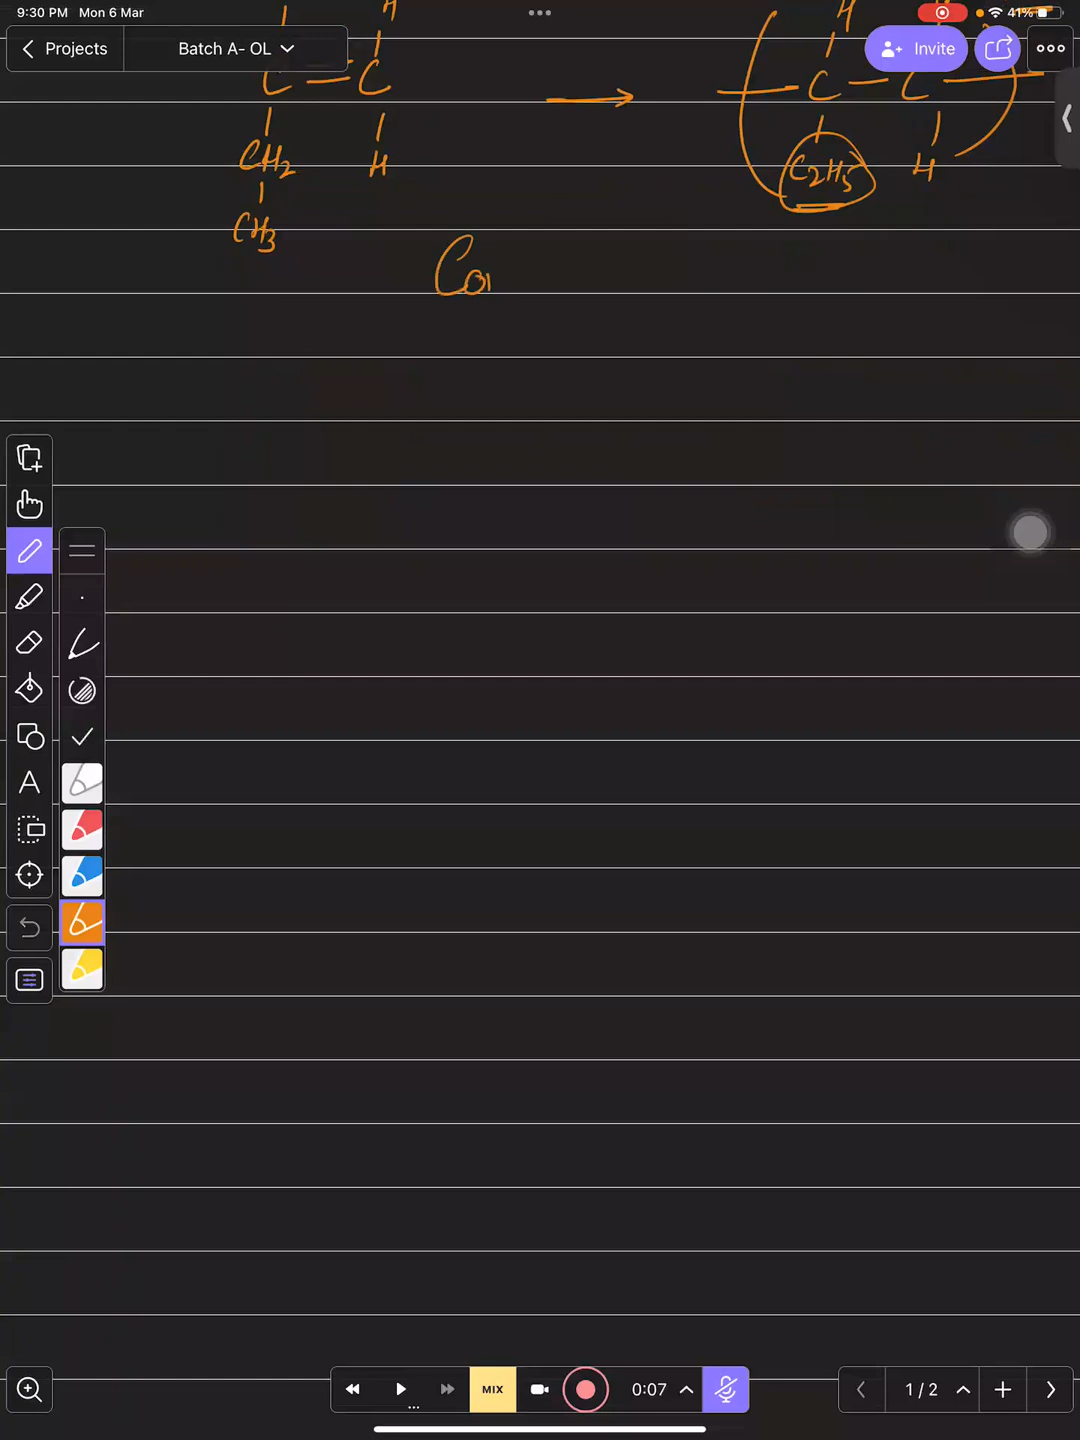 9:30 PM Mon 6 Mar
41%
Projects
Batch A- OL
Invite
H H
C — C
C — C
CH2 H
C2H5 H
CH3
Con
A
MIX
0:07
1 / 2